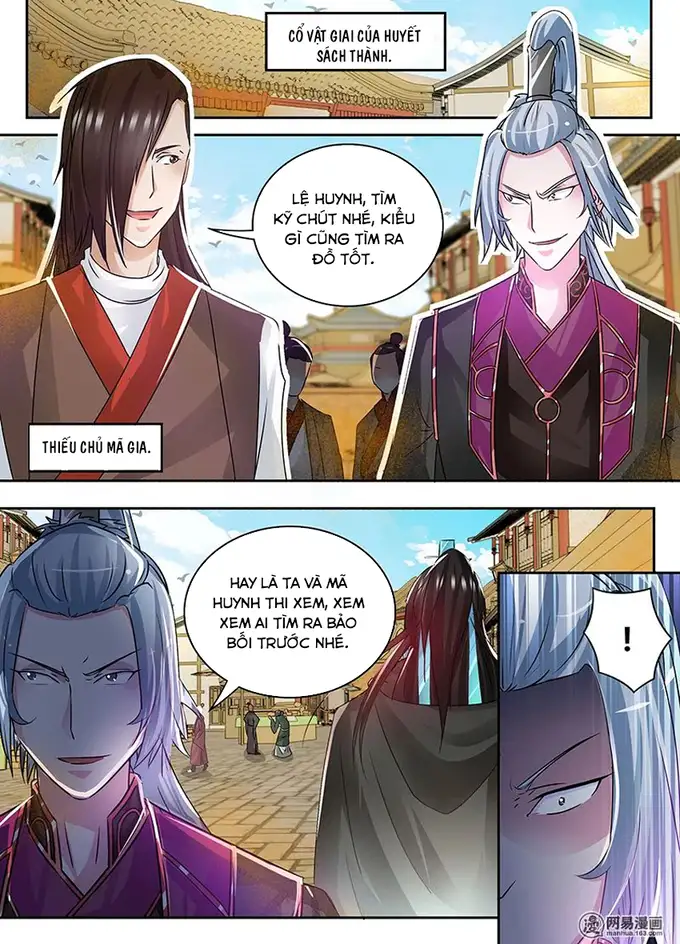 CỔ VẬT GIAI CỦA HUYẾT
SÁCH THÀNH.
LỆ HUYNH, TÌM
KỸ CHÚT NHÉ, KIỂU
GÌ CŨNG TÌM RA
ĐỒ TỐT.
THIẾU CHỦ MÃ GIA.
HAY LÀ TA VÀ MÃ
HUYNH THI XEM, XEM
XEM AI TÌM RA BẢO
BỐI TRƯỚC NHÉ.
!
网易漫画
manhua.163.com